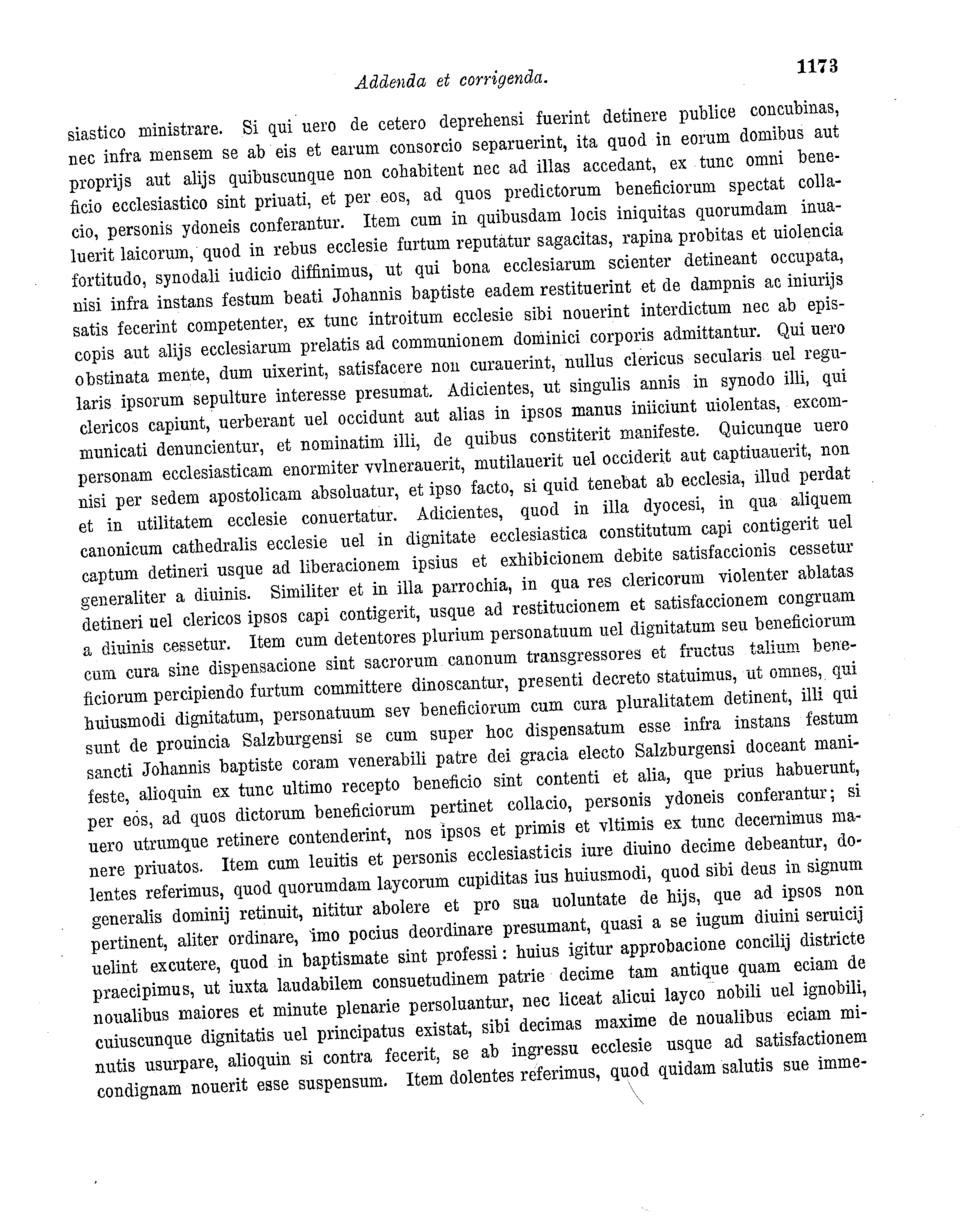 Addenda et corrigenda.
1173
siastico ministrare. Si qui uero de cetero deprehensi fuerint detinere publice concubinas,
nec infra mensem se ab eis et earum consorcio separuerint, ita quod in eorum domibus aut
proprijs aut alijs quibuscunque non cohabitent nec ad illas accedant, ex tunc omni bene-
ficio ecclesiastico sint priuati, et per eos, ad quos predictorum beneficiorum spectat colla-
cio, personis ydoneis conferantur. Item cum in quibusdam locis iniquitas quorumdam inua-
luerit laicorum, quod in rebus ecclesie furtum reputatur sagacitas, rapina probitas et uiolencia
fortitudo, synodali iudicio diffinimus, ut qui bona ecclesiarum scienter detineant occupata,
nisi infra instans festum beati Johannis baptiste eadem restituerint et de dampnis ac iniurijs
satis fecerint competenter, ex tunc introitum ecclesie sibi nouerint interdictum nec ab epis-
copis aut alijs ecclesiarum prelatis ad communionem dominici corporis admittantur. Qui uero
obstinata mente, dum uixerint, satisfacere non curauerint, nullus clericus secularis uel regu-
laris ipsorum sepulture interesse presumat. Adicientes, ut singulis annis in synodo illi, qui
clericos capiunt, uerberant uel occidunt aut alias in ipsos manus iniiciunt uiolentas, excom-
municati denuncientur, et nominatim illi, de quibus constiterit manifeste. Quicunque uero
personam ecclesiasticam enormiter vvlnerauerit, mutilauerit uel occiderit aut captiuauerit, non
nisi per sedem apostolicam absoluatur, et ipso facto, si quid tenebat ab ecclesia, illud perdat
et in utilitatem ecclesie conuertatur. Adicientes, quod in illa dyocesi, in qua aliquem
canonicum cathedralis ecclesie uel in dignitate ecclesiastica constitutum capi contigerit uel
captum detineri usque ad liberacionem ipsius et exhibicionem debite satisfaccionis cessetur
generaliter a diuinis. Similiter et in illa parrochia, in qua res clericorum violenter ablatas
detineri uel clericos ipsos capi contigerit, usque ad restitucionem et satisfaccionem congruam
a diuinis cessetur. Item cum detentores plurium personatuum uel dignitatum seu beneficiorum
cum cura sine dispensacione sint sacrorum canonum transgressores et fructus talium bene-
ficiorum percipiendo furtum committere dinoscantur, presenti decreto statuimus, ut omnes, qui
huiusmodi dignitatum, personatuum sev beneficiorum cum cura pluralitatem detinent, illi qui
sunt de prouincia Salzburgensi se cum super hoc dispensatum esse infra instans festum
sancti Johannis baptiste coram venerabili patre dei gracia electo Salzburgensi doceant mani-
feste, alioquin ex tunc ultimo recepto beneficio sint contenti et alia, que prius habuerunt,
per eos, ad quos dictorum beneficiorum pertinet collacio, personis ydoneis conferantur; si
uero utrumque retinere contenderint, nos ipsos et primis et vltimis ex tunc decernimus ma-
nere priuatos. Item cum leuitis et personis ecclesiasticis iure diuino decime debeantur, do-
lentes referimus, quod quorumdam laycorum cupiditas ius huiusmodi, quod sibi deus in signum
generalis dominij retinuit, nititur abolere et pro sua uoluntate de hijs, que ad ipsos non
pertinent, aliter ordinare, imo pocius deordinare presumant, quasi a se iugum diuini seruicij
uelint excutere, quod in baptismate sint professi: huius igitur approbacione concilij districte
praecipimus, ut iuxta laudabilem consuetudinem patrie decime tam antique quam eciam de
noualibus maiores et minute plenarie persoluantur, nec liceat alicui layco nobili uel ignobili,
cuiuscunque dignitatis uel principatus existat, sibi decimas maxime de noualibus eciam mi-
nutis usurpare, alioquin si contra fecerit, se ab ingressu ecclesie usque ad satisfactionem
condignam nouerit esse suspensum. Item dolentes referimus, quod quidam salutis sue imme-